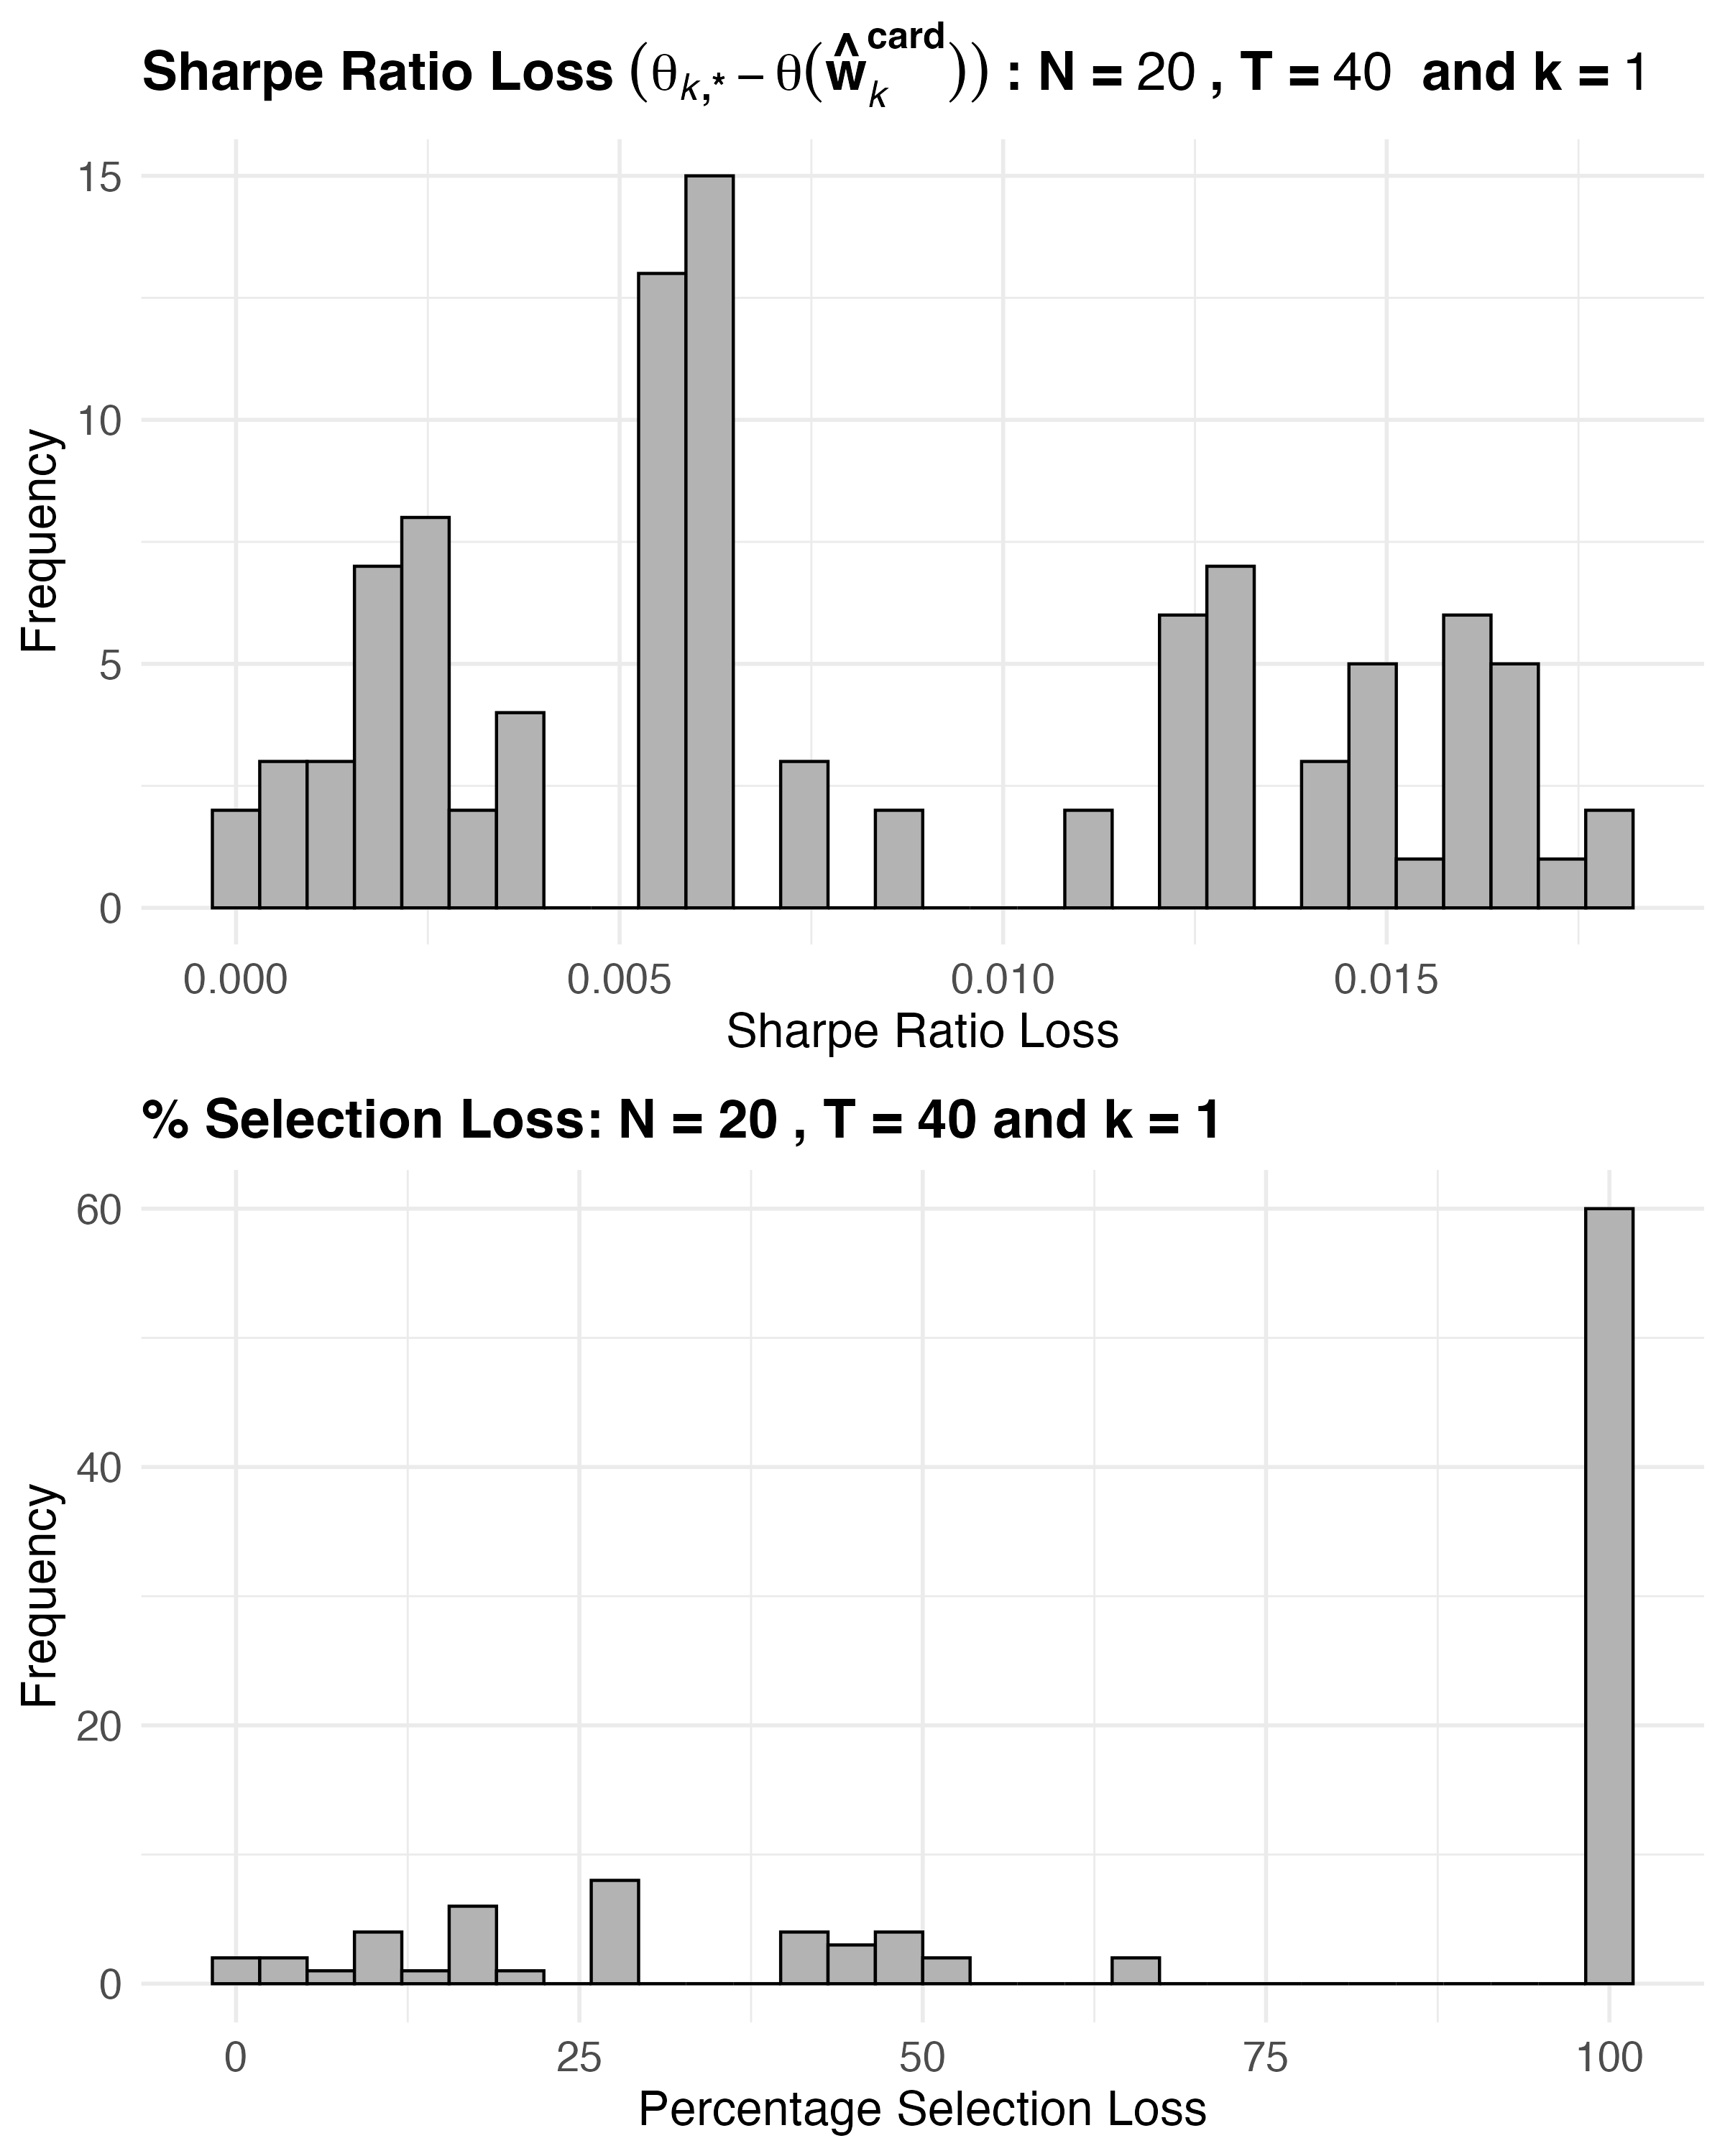 Sharpe Ratio Loss (θk,* − θ(ŵk^card)) : N = 20 , T = 40 and k = 1
15
10
5
0
Frequency
0.000 0.005 0.010 0.015
Sharpe Ratio Loss
% Selection Loss: N = 20 , T = 40 and k = 1
60
40
20
0
Frequency
0 25 50 75 100
Percentage Selection Loss